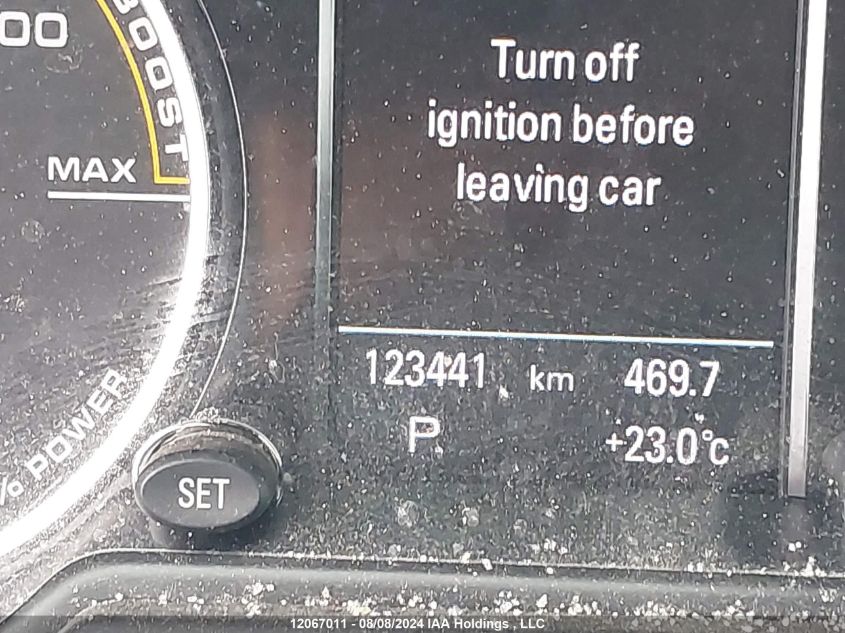 00
BOOST
MAX
Turn off
ignition before
leaving car
123441 km 469.7
P +23.0°c
% POWER
SET
12067011 - 08/08/2024 IAA Holdings , LLC